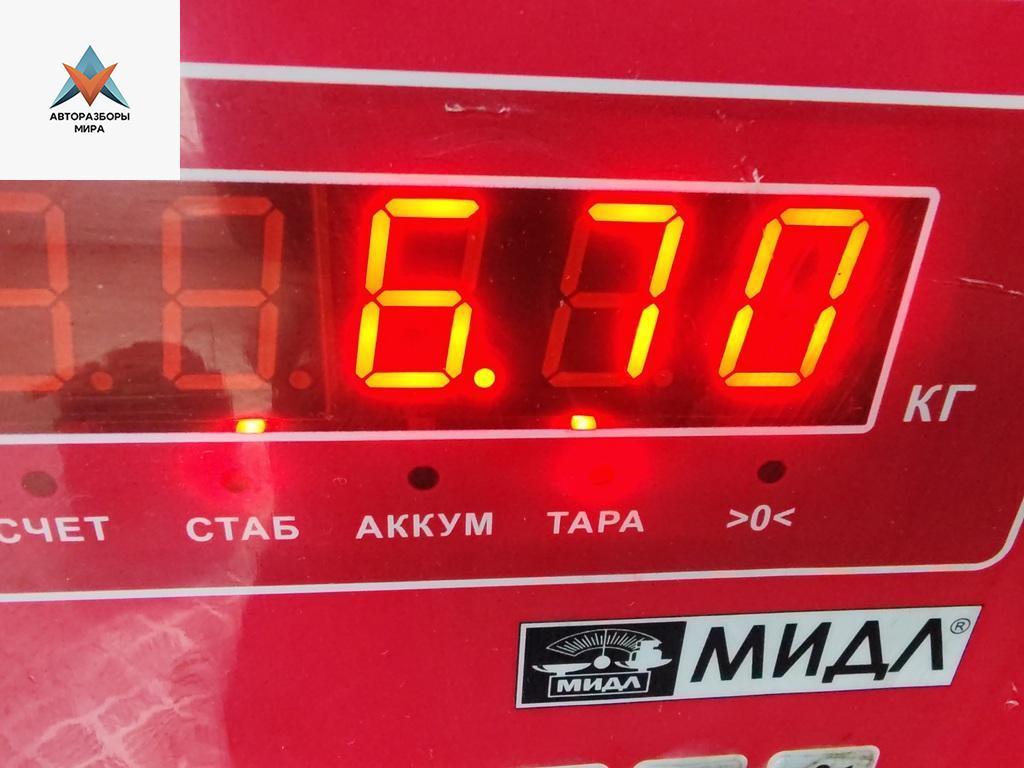 АВТОРАЗБОРЫ
МИРА
6.70
КГ
СЧЕТ СТАБ АККУМ ТАРА >0<
МИДЛ МИДЛ®